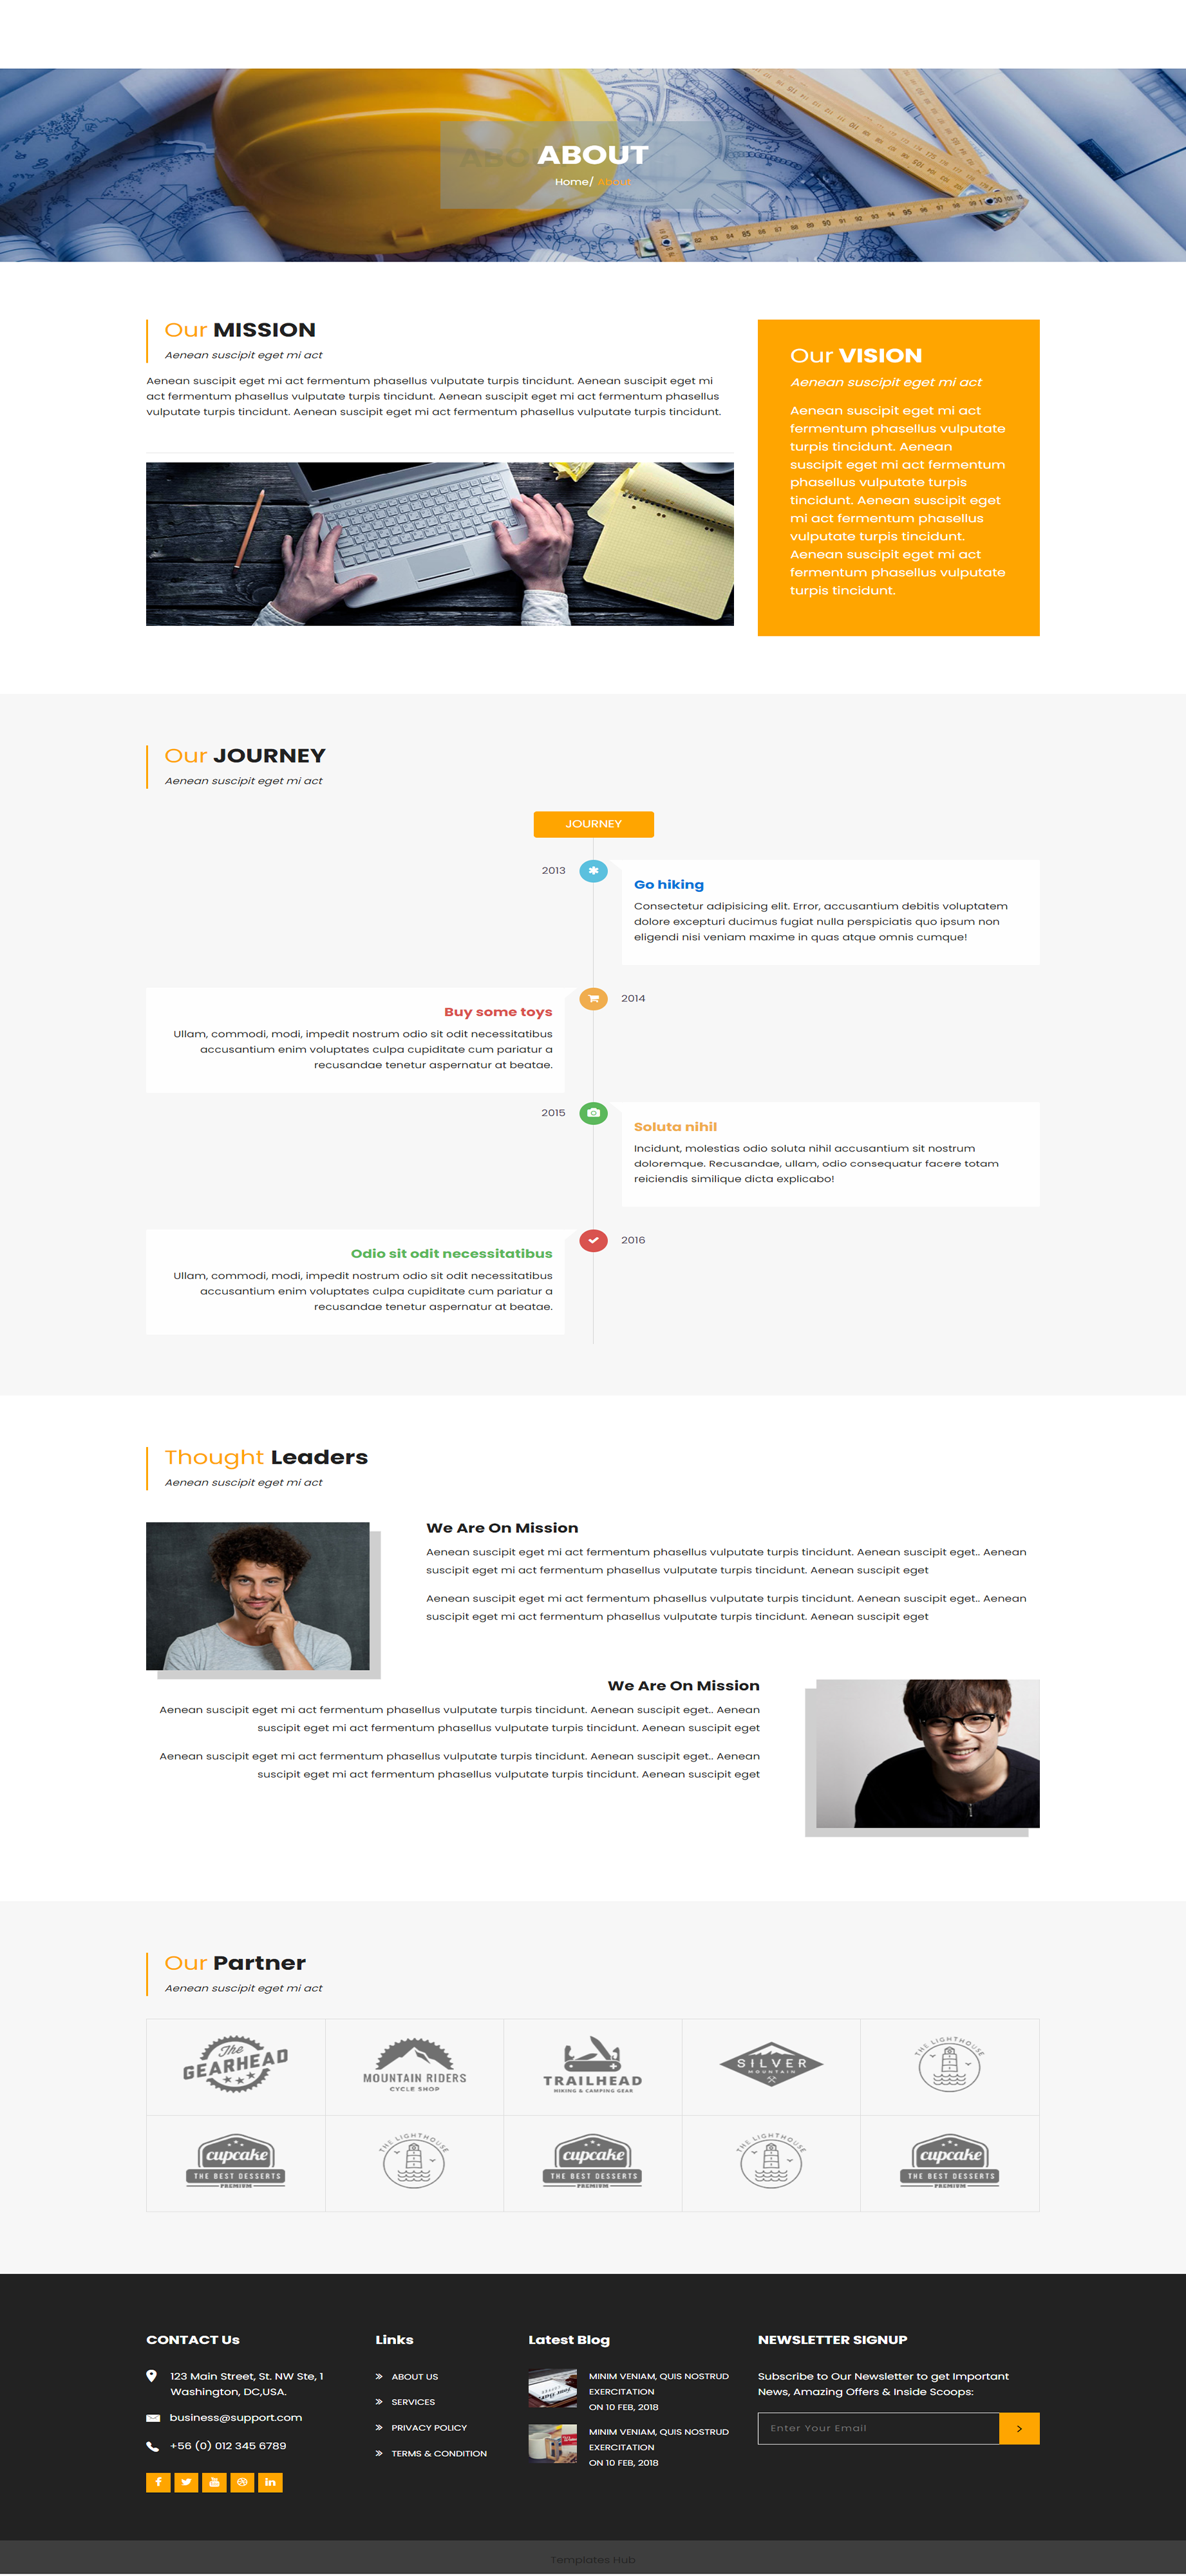 ABOUT
Home/ About
Our MISSION
Aenean suscipit eget mi act
Aenean suscipit eget mi act fermentum phasellus vulputate turpis tincidunt. Aenean suscipit eget mi
act fermentum phasellus vulputate turpis tincidunt. Aenean suscipit eget mi act fermentum phasellus
vulputate turpis tincidunt. Aenean suscipit eget mi act fermentum phasellus vulputate turpis tincidunt.
Our VISION
Aenean suscipit eget mi act
Aenean suscipit eget mi act
fermentum phasellus vulputate
turpis tincidunt. Aenean
suscipit eget mi act fermentum
phasellus vulputate turpis
tincidunt. Aenean suscipit eget
mi act fermentum phasellus
vulputate turpis tincidunt.
Aenean suscipit eget mi act
fermentum phasellus vulputate
turpis tincidunt.
Our JOURNEY
Aenean suscipit eget mi act
JOURNEY
2013
Go hiking
Consectetur adipisicing elit. Error, accusantium debitis voluptatem
dolore excepturi ducimus fugiat nulla perspiciatis quo ipsum non
eligendi nisi veniam maxime in quas atque omnis cumque!
2014
Buy some toys
Ullam, commodi, modi, impedit nostrum odio sit odit necessitatibus
accusantium enim voluptates culpa cupiditate cum pariatur a
recusandae tenetur aspernatur at beatae.
2015
Soluta nihil
Incidunt, molestias odio soluta nihil accusantium sit nostrum
doloremque. Recusandae, ullam, odio consequatur facere totam
reiciendis similique dicta explicabo!
2016
Odio sit odit necessitatibus
Ullam, commodi, modi, impedit nostrum odio sit odit necessitatibus
accusantium enim voluptates culpa cupiditate cum pariatur a
recusandae tenetur aspernatur at beatae.
Thought Leaders
Aenean suscipit eget mi act
We Are On Mission
Aenean suscipit eget mi act fermentum phasellus vulputate turpis tincidunt. Aenean suscipit eget.. Aenean
suscipit eget mi act fermentum phasellus vulputate turpis tincidunt. Aenean suscipit eget
Aenean suscipit eget mi act fermentum phasellus vulputate turpis tincidunt. Aenean suscipit eget.. Aenean
suscipit eget mi act fermentum phasellus vulputate turpis tincidunt. Aenean suscipit eget
We Are On Mission
Aenean suscipit eget mi act fermentum phasellus vulputate turpis tincidunt. Aenean suscipit eget.. Aenean
suscipit eget mi act fermentum phasellus vulputate turpis tincidunt. Aenean suscipit eget
Aenean suscipit eget mi act fermentum phasellus vulputate turpis tincidunt. Aenean suscipit eget.. Aenean
suscipit eget mi act fermentum phasellus vulputate turpis tincidunt. Aenean suscipit eget
Our Partner
Aenean suscipit eget mi act
The
GEARHEAD
MOUNTAIN RIDERS
CYCLE SHOP
TRAILHEAD
HIKING & CAMPING GEAR
SILVER
MOUNTAIN
THE LIGHTHOUSE
cupcake
THE BEST DESSERTS
PREMIUM
THE LIGHTHOUSE
cupcake
THE BEST DESSERTS
PREMIUM
THE LIGHTHOUSE
cupcake
THE BEST DESSERTS
PREMIUM
CONTACT Us
123 Main Street, St. NW Ste, 1
Washington, DC,USA.
business@support.com
+56 (0) 012 345 6789
Links
ABOUT US
SERVICES
PRIVACY POLICY
TERMS & CONDITION
Latest Blog
MINIM VENIAM, QUIS NOSTRUD
EXERCITATION
ON 10 FEB, 2018
MINIM VENIAM, QUIS NOSTRUD
EXERCITATION
ON 10 FEB, 2018
NEWSLETTER SIGNUP
Subscribe to Our Newsletter to get Important
News, Amazing Offers & Inside Scoops:
Enter Your Email
Templates Hub